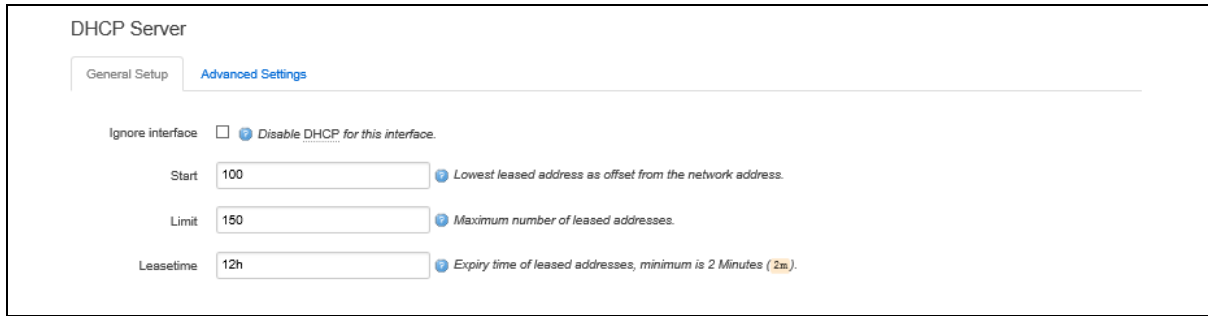 DHCP Server
General Setup Advanced Settings
Ignore interface Disable DHCP for this interface.
Start 100 Lowest leased address as offset from the network address.
Limit 150 Maximum number of leased addresses.
Leasetime 12h Expiry time of leased addresses, minimum is 2 Minutes (2m).